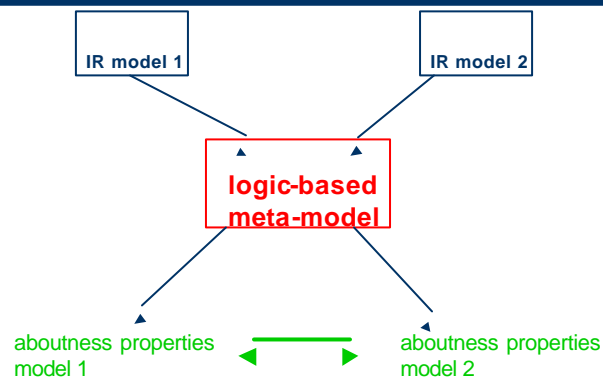 IR model 1
IR model 2
logic-based
meta-model
aboutness properties
model 1
aboutness properties
model 2